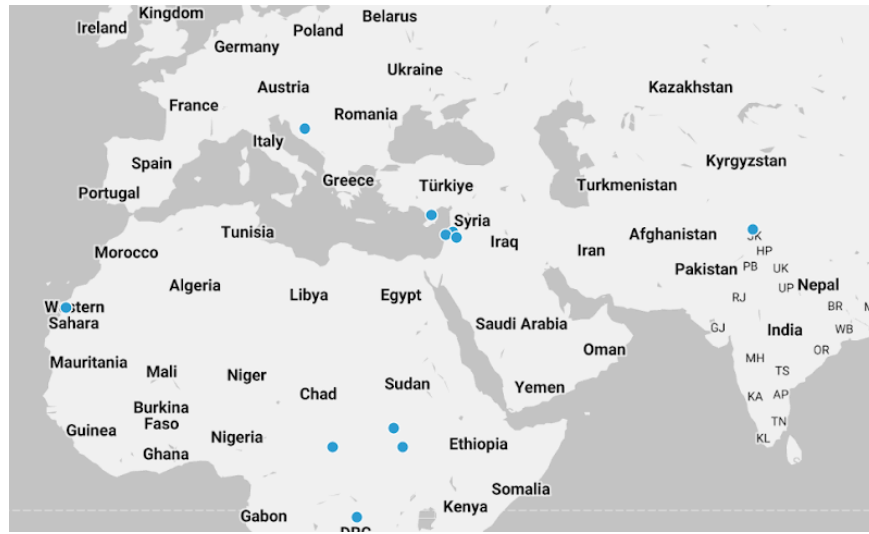 Kingdom
Ireland
Belarus
Poland
Germany
Ukraine
Austria
Kazakhstan
France
Romania
Italy
Kyrgyzstan
Spain
Greece
Türkiye
Turkmenistan
Portugal
Syria
Tunisia
Iraq
Afghanistan
JK
Morocco
Iran
HP
Pakistan
PB
UK
Algeria
Libya
Egypt
UP
Nepal
RJ
BR
M
Western
Sahara
Saudi Arabia
GJ
India
WB
Oman
OR
Mauritania
MH
Mali
TS
Niger
Sudan
Yemen
Chad
KA
AP
Burkina
Faso
TN
Guinea
Nigeria
Ethiopia
KL
Ghana
Somalia
Kenya
Gabon
DRC